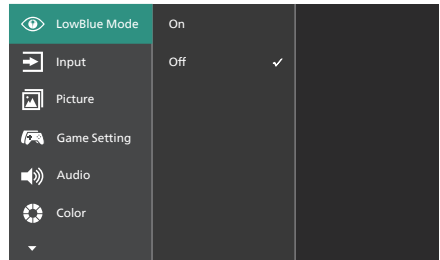 LowBlue Mode
On
Input
Off
Picture
Game Setting
Audio
Color